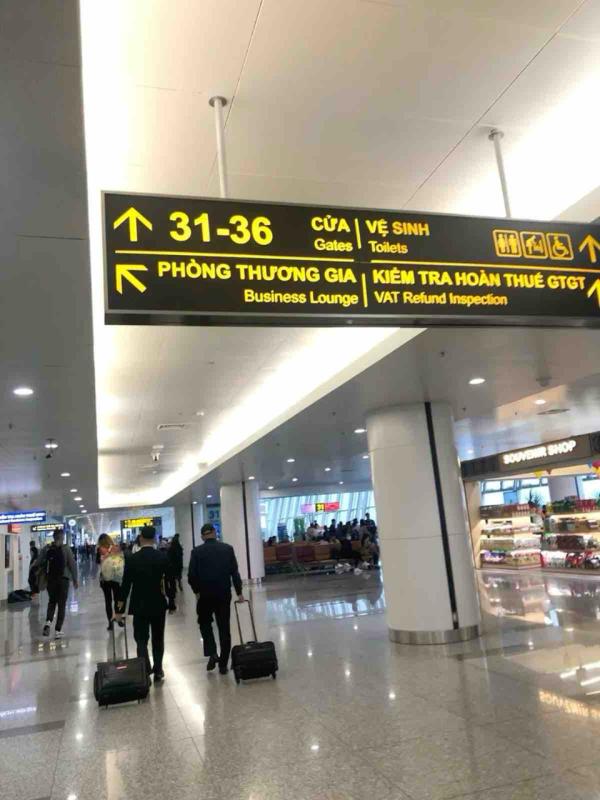 31-36 CỬA VỆ SINH
Gates Toilets
PHÒNG THƯƠNG GIA KIỂM TRA HOÀN THUẾ GTGT
Business Lounge VAT Refund Inspection
SOUVENIR SHOP
31